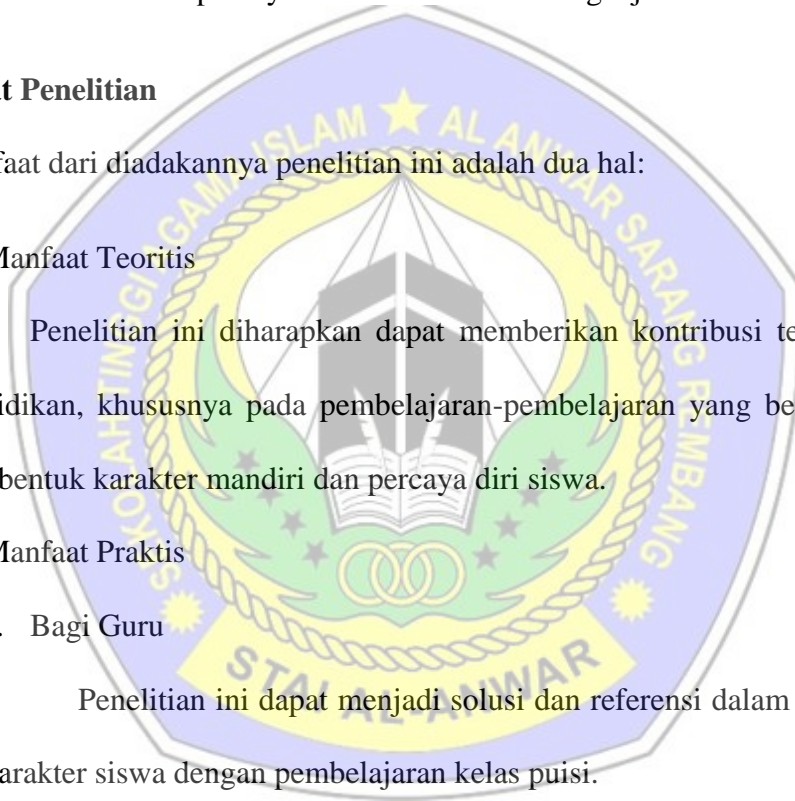 t Penelitian
faat dari diadakannya penelitian ini adalah dua hal:
Manfaat Teoritis
Penelitian ini diharapkan dapat memberikan kontribusi te
idikan, khususnya pada pembelajaran-pembelajaran yang be
bentuk karakter mandiri dan percaya diri siswa.
Manfaat Praktis
. Bagi Guru
Penelitian ini dapat menjadi solusi dan referensi dalam
arakter siswa dengan pembelajaran kelas puisi.
SEKOLAH TINGGI AGAMA ISLAM ★ AL ANWAR SARANG REMBANG
STAI AL-ANWAR